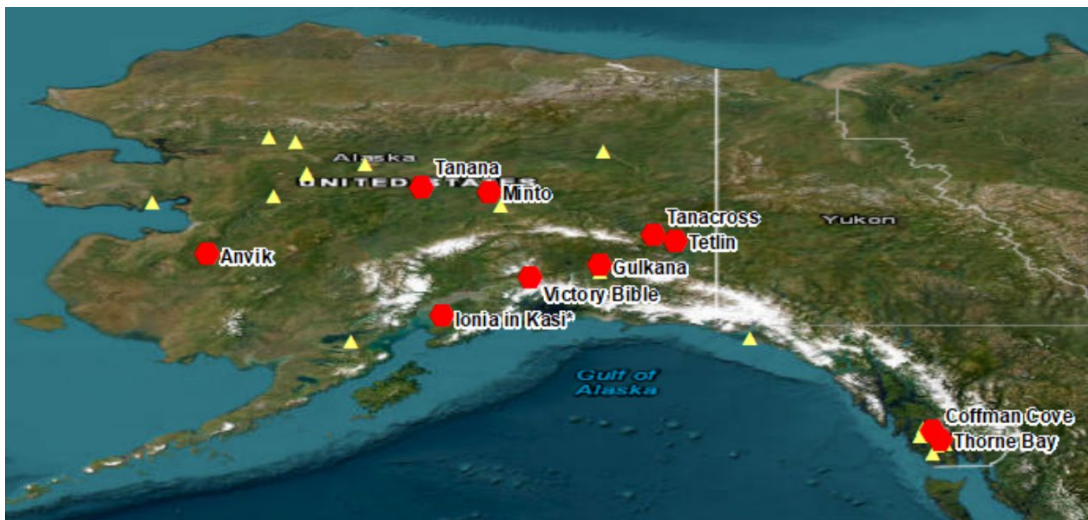 Alaska
Tanana
UNITED STATES
Minto
Tanacross
Yukon
Tetlin
Anvik
Gulkana
Victory Bible
Ionia in Kasi*
Gulf of
Alaska
Coffman Cove
Thorne Bay